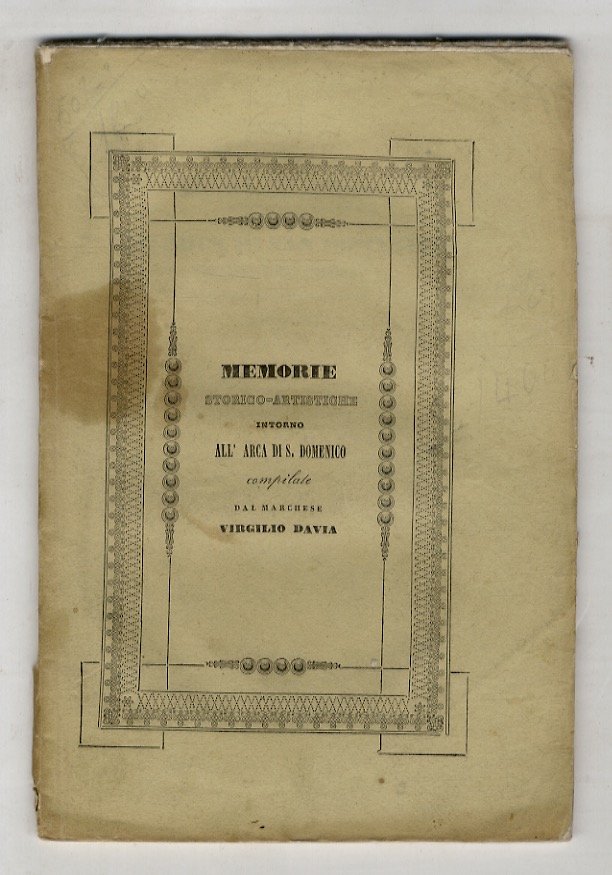 MEMORIE
STORICO-ARTISTICHE
INTORNO
ALL' ARCA DI S. DOMENICO
compilate
DAL MARCHESE
VIRGILIO DAVIA